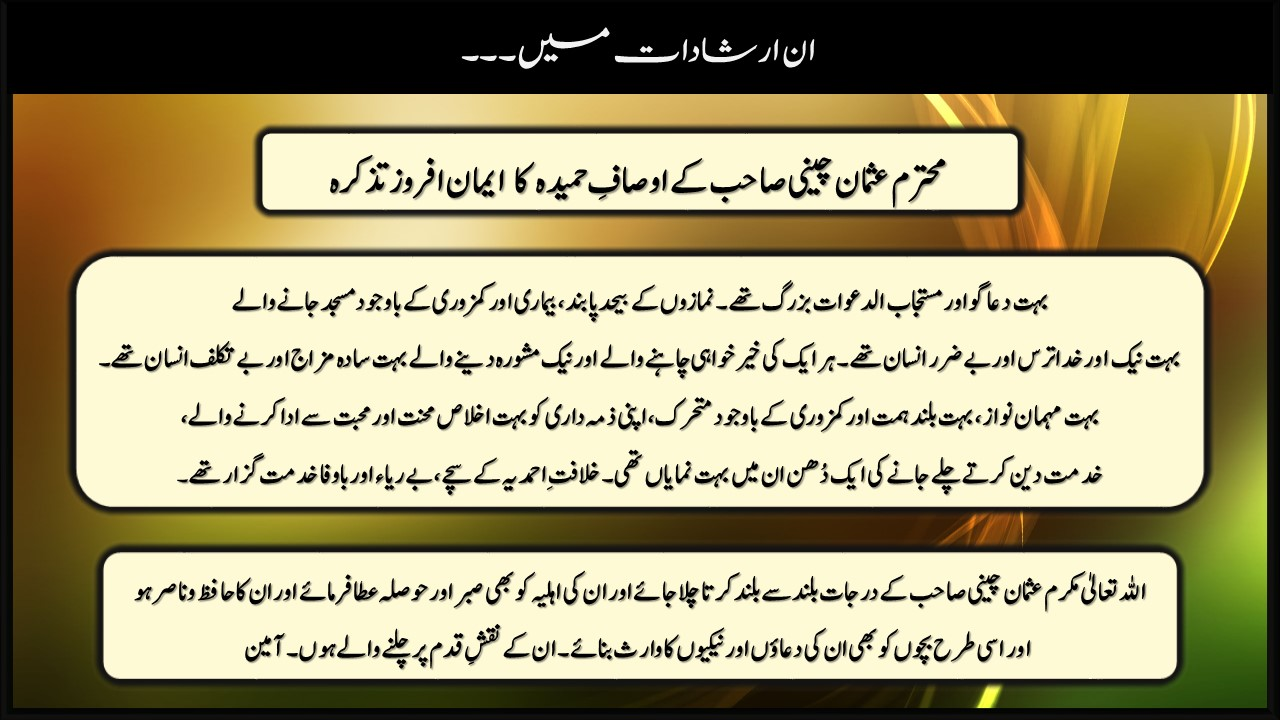 ان ارشادات میں۔۔۔
محترم عثمان چینی صاحب کے اوصافِ حمیدہ کا ایمان افروز تذکرہ
بہت دعا گو اور مستجاب الدعوات بزرگ تھے۔ نمازوں کے بیحد پابند، بیماری اور کمزوری کے باوجود مسجد جانے والے
بہت نیک اور خدا ترس اور بے ضرر انسان تھے۔ ہر ایک کی خیر خواہی چاہنے والے اور نیک مشورہ دینے والے بہت سادہ مزاج اور بے تکلف انسان تھے۔
بہت مہمان نواز، بہت بلند ہمت اور کمزوری کے باوجود متحرک، اپنی ذمہ داری کو بہت اخلاص محنت اور محبت سے ادا کرنے والے،
خدمت دین کرتے چلے جانے کی ایک دُھن ان میں بہت نمایاں تھی۔ خلافتِ احمدیہ کے سچے، بے ریاء اور باوفا خدمت گزار تھے۔
اللہ تعالیٰ مکرم عثمان چینی صاحب کے درجات بلند سے بلند کرتا چلا جائے اور ان کی اہلیہ کو بھی صبر اور حوصلہ عطا فرمائے اور ان کا حافظ و ناصر ہو
اور اسی طرح بچوں کو بھی ان کی دعاؤں اور نیکیوں کا وارث بنائے۔ ان کے نقشِ قدم پر چلنے والے ہوں۔ آمین